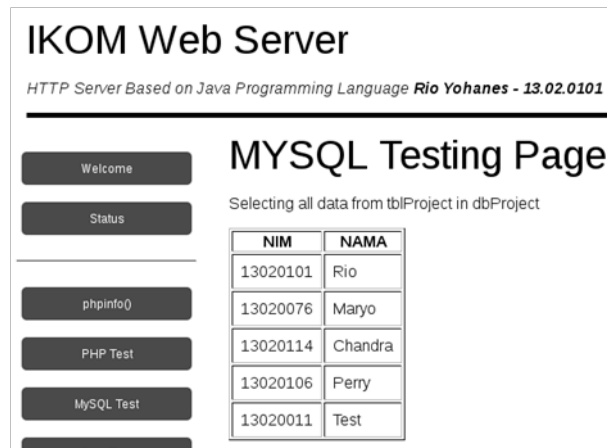 IKOM Web Server
HTTP Server Based on Java Programming Language Rio Yohanes - 13.02.0101
Welcome
Status
phpinfo()
PHP Test
MySQL Test
MYSQL Testing Page
Selecting all data from tblProject in dbProject
NIM NAMA
13020101 Rio
13020076 Maryo
13020114 Chandra
13020106 Perry
13020011 Test